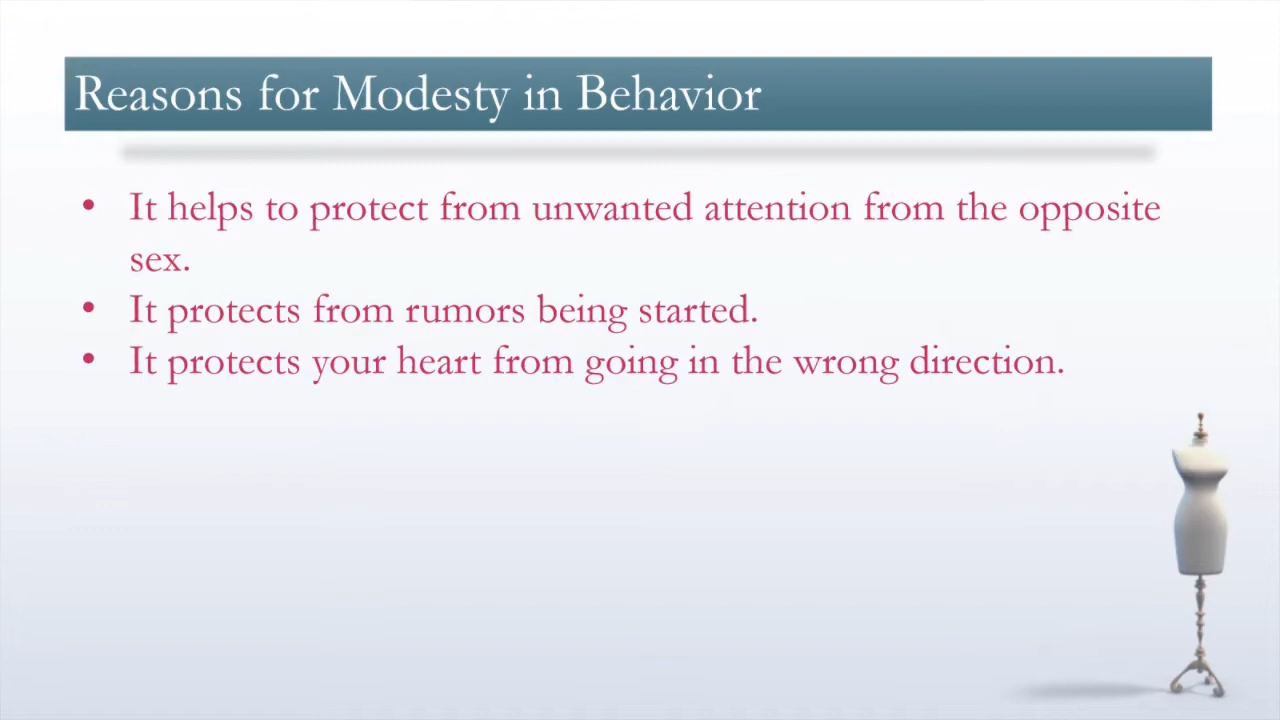 Reasons for Modesty in Behavior
• It helps to protect from unwanted attention from the opposite
sex.
• It protects from rumors being started.
• It protects your heart from going in the wrong direction.